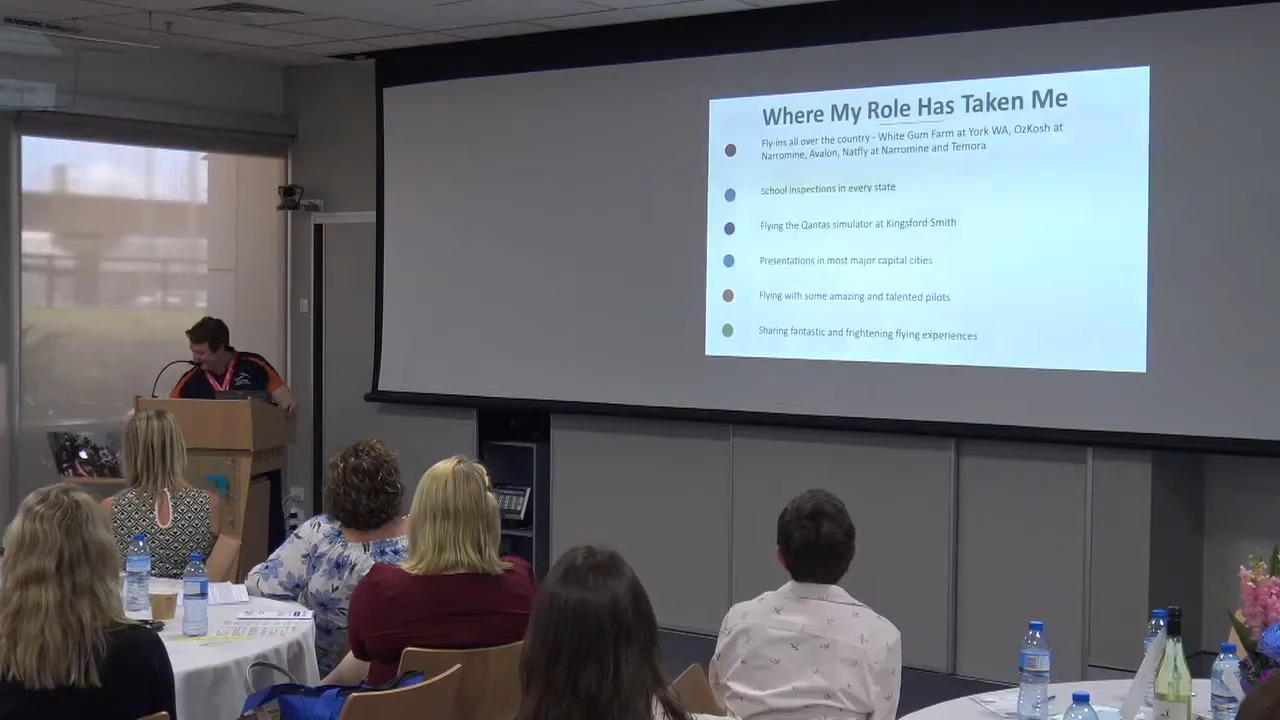 Where My Role Has Taken Me
Fly-ins all over the country - White Gum Farm at York WA, OzKosh at
Narromine, Avalon, Natfly at Narromine and Temora
School inspections in every state
Flying the Qantas simulator at Kingsford Smith
Presentations in most major capital cities
Flying with some amazing and talented pilots
Sharing fantastic and frightening flying experiences